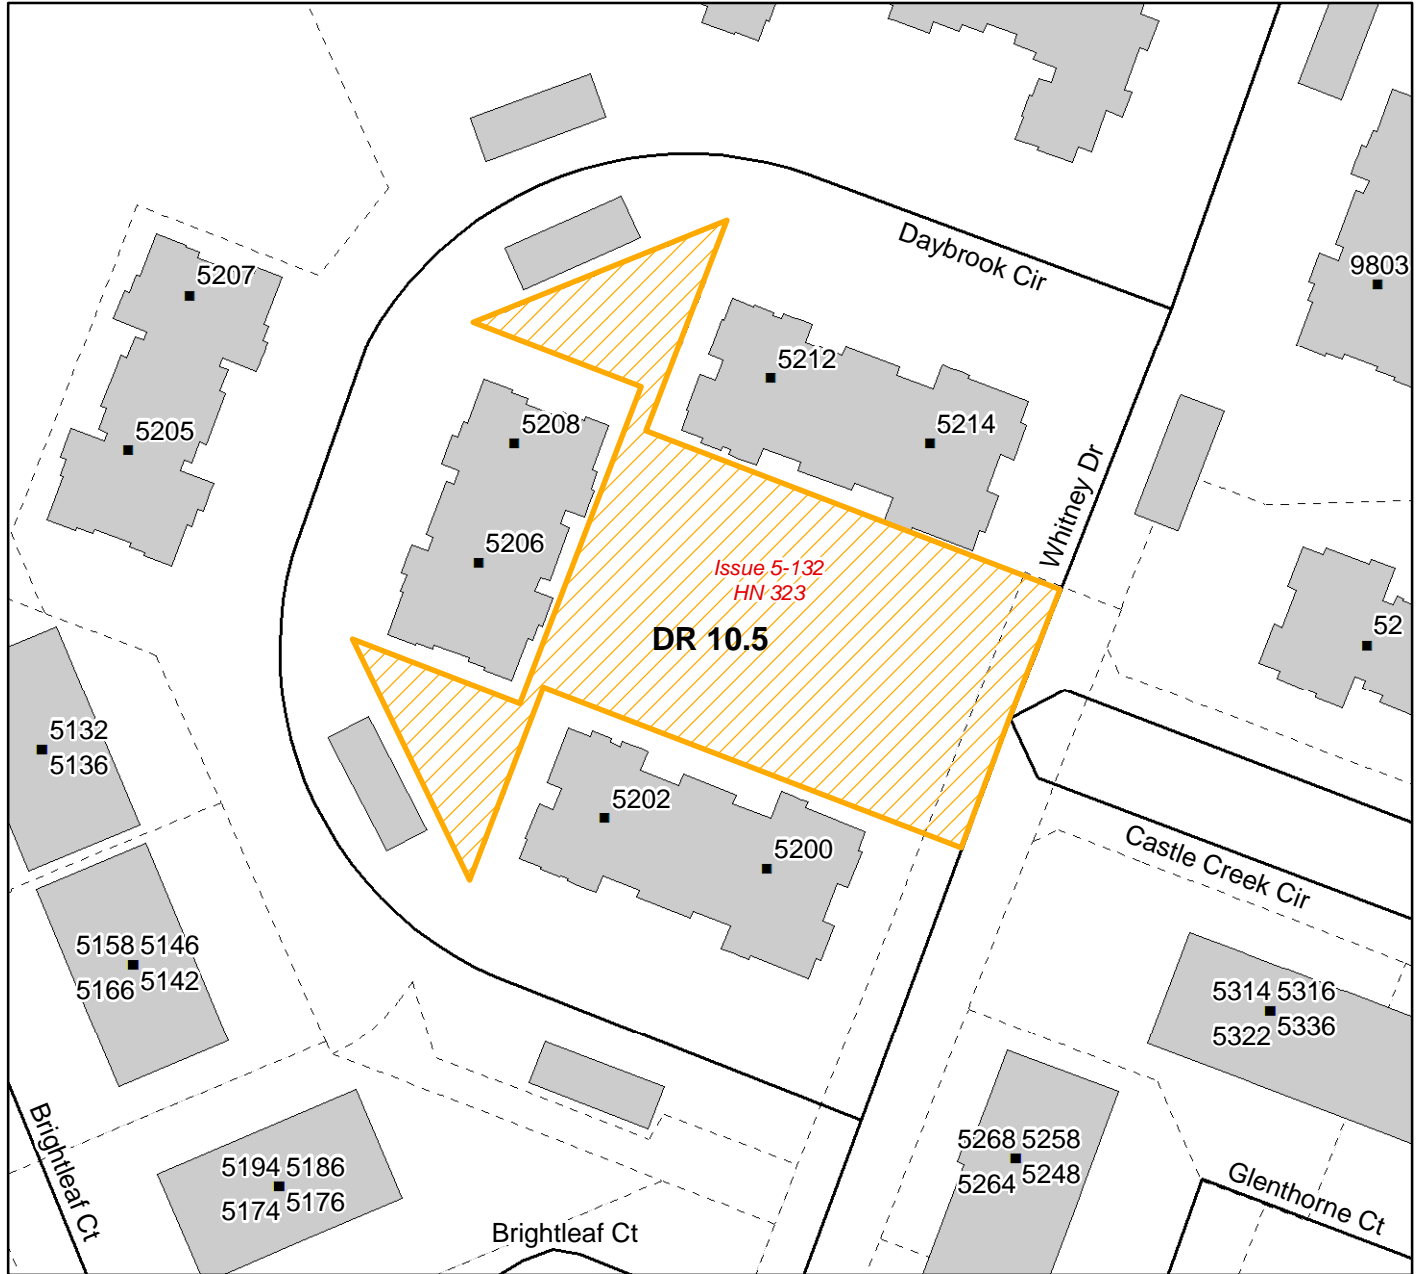 Daybrook Cir
9803
5207
5212
5205
5208
5214
Whitney Dr
5206
Issue 5-132
HN 323
DR 10.5
52
5132
5136
5202
5200
Castle Creek Cir
5158 5146
5166 5142
5314 5316
5322 5336
Brightleaf Ct
5194 5186
5174 5176
5268 5258
5264 5248
Glenthorne Ct
Brightleaf Ct